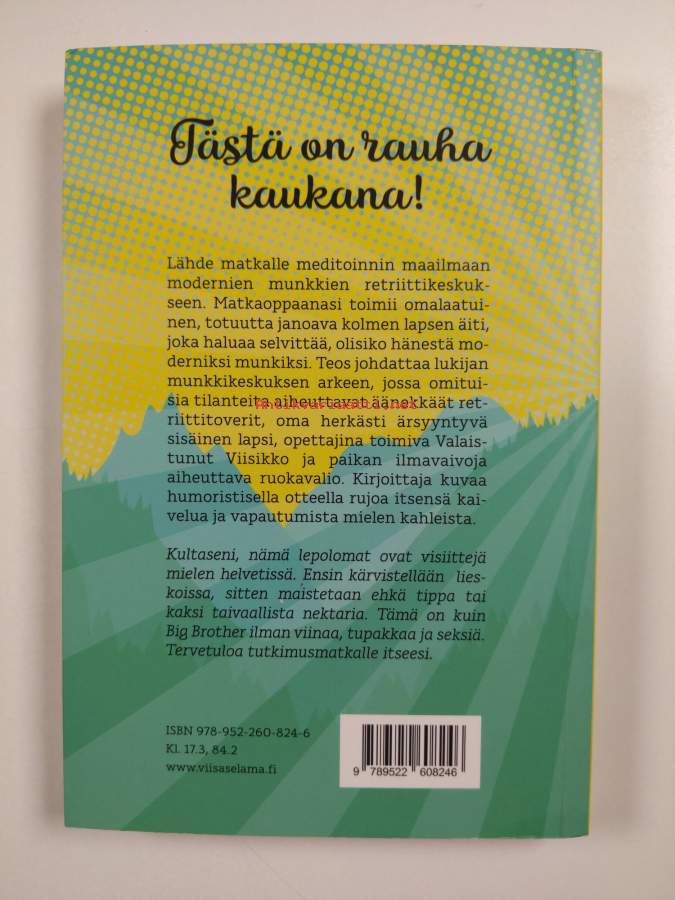 Tästä on rauha
kaukana!
Lähde matkalle meditoinnin maailmaan
modernien munkkien retriittikeskuk-
seen. Matkaoppaanasi toimii omalaatui-
nen, totuutta janoava kolmen lapsen äiti,
joka haluaa selvittää, olisiko hänestä mo-
derniksi munkiksi. Teos johdattaa lukijan
munkkikeskuksen arkeen, jossa omitui-
sia tilanteita aiheuttavat äänekkäät ret-
riittitoverit, oma herkästi ärsyyntyvä
sisäinen lapsi, opettajina toimiva Valais-
tunut Viisikko ja paikan ilmavaivoja
aiheuttava ruokavalio. Kirjoittaja kuvaa
humoristisella otteella rujoa itsensä kai-
velua ja vapautumista mielen kahleista.
Kultaseni, nämä lepolomat ovat visiittejä
mielen helvetissä. Ensin kärvistellään lies-
koissa, sitten maistetaan ehkä tippa tai
kaksi taivaallista nektaria. Tämä on kuin
Big Brother ilman viinaa, tupakkaa ja seksiä.
Tervetuloa tutkimusmatkalle itseesi.
ISBN 978-952-260-824-6
Kl. 17.3, 84.2
www.viisaselama.fi
9 789522 608246